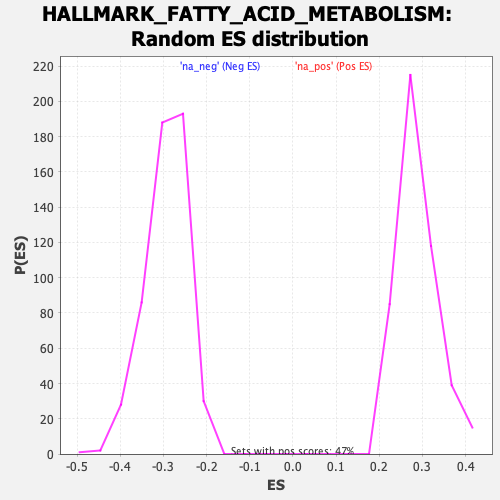 HALLMARK_FATTY_ACID_METABOLISM:
Random ES distribution
'na_neg' (Neg ES) 'na_pos' (Pos ES)
220
200
180
160
140
120
100
80
60
40
20
0
P(ES)
Sets with pos scores: 47%
-0.5 -0.4 -0.3 -0.2 -0.1 0.0 0.1 0.2 0.3 0.4
ES